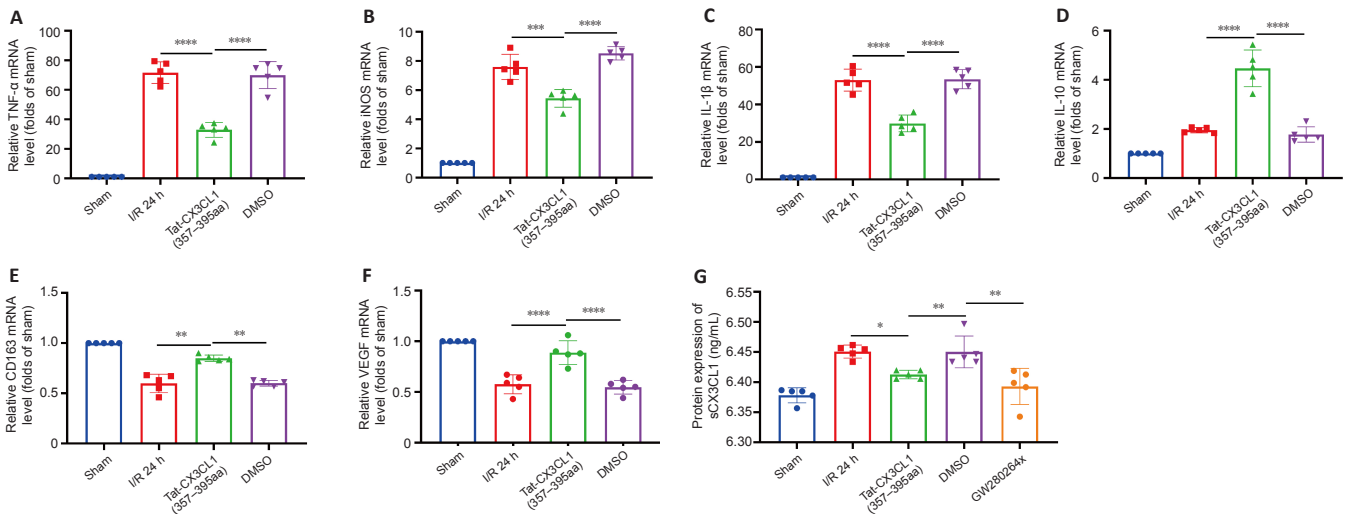 A
Relative TNF-α mRNA
level (folds of sham)
100
80
60
40
20
0
****
****
Sham
I/R 24 h
Tat-CX3CL1
(357–395aa)
DMSO
B
Relative iNOS mRNA
level (folds of sham)
10
8
6
4
2
0
***
****
Sham
I/R 24 h
Tat-CX3CL1
(357–395aa)
DMSO
C
Relative IL-1β mRNA
level (folds of sham)
80
60
40
20
0
****
****
Sham
I/R 24 h
Tat-CX3CL1
(357–395aa)
DMSO
D
Relative IL-10 mRNA
level (folds of sham)
6
4
2
0
****
****
Sham
I/R 24 h
Tat-CX3CL1
(357–395aa)
DMSO
E
Relative CD163 mRNA
level (folds of sham)
1.5
1.0
0.5
0
**
**
Sham
I/R 24 h
Tat-CX3CL1
(357–395aa)
DMSO
F
Relative VEGF mRNA
level (folds of sham)
1.5
1.0
0.5
0
****
****
Sham
I/R 24 h
Tat-CX3CL1
(357–395aa)
DMSO
G
Protein expression of
sCX3CL1 (ng/mL)
6.55
6.50
6.45
6.40
6.35
6.30
*
**
**
Sham
I/R 24 h
Tat-CX3CL1
(357–395aa)
DMSO
GW280264x